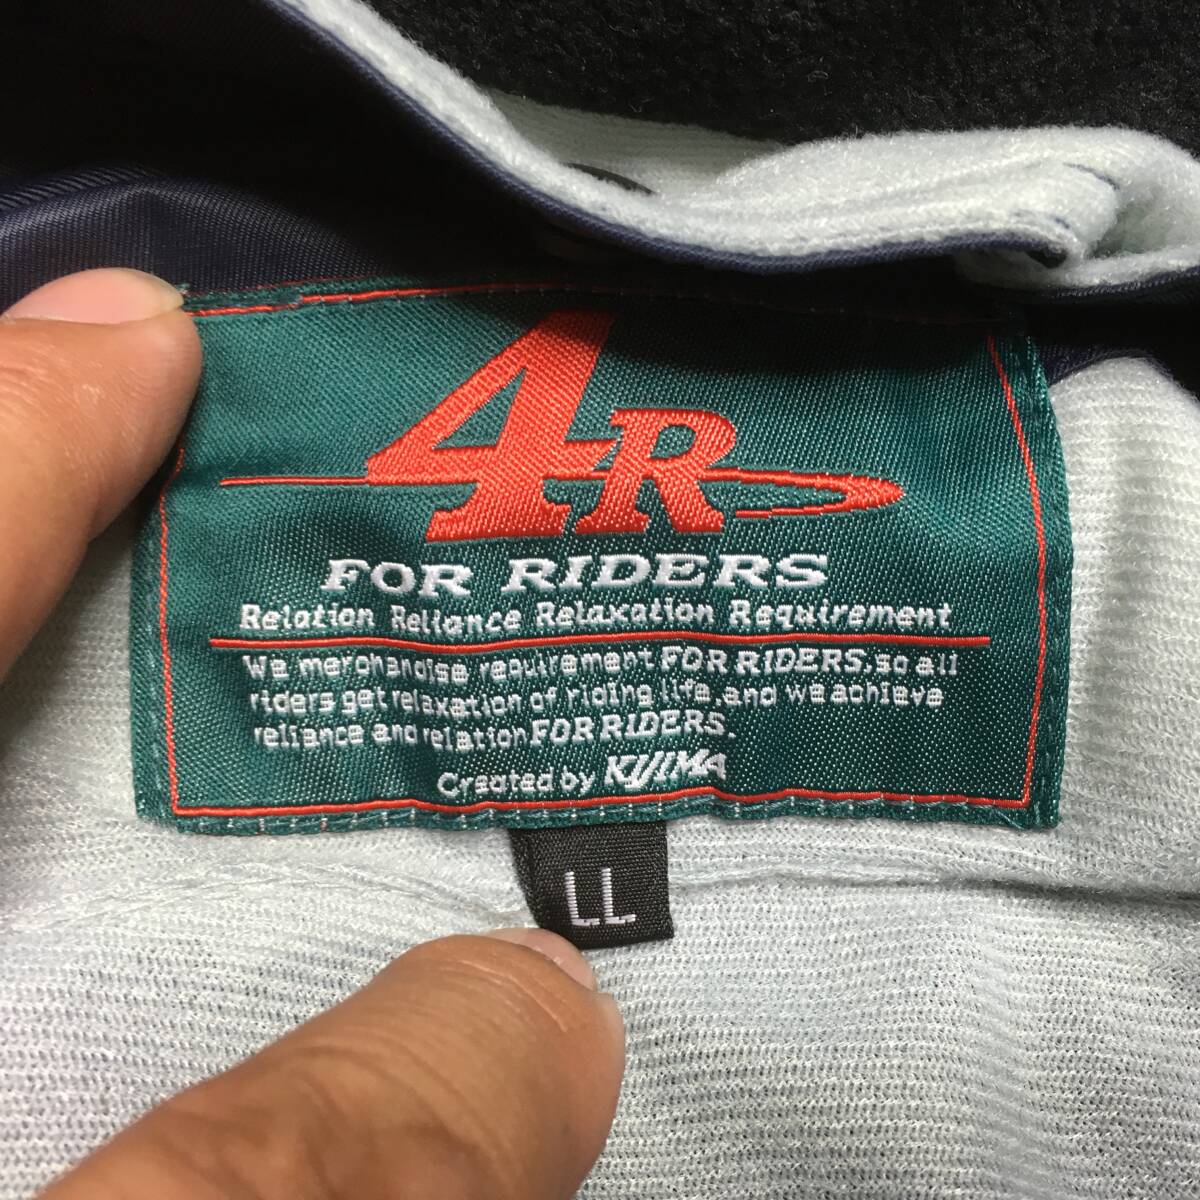 4R
FOR RIDERS
Relation Reliance Relaxation Requirement
We merchandise requirement FOR RIDERS, so all
riders get relaxation of riding life, and we achieve
reliance and relation FOR RIDERS.
Created by KIJIMA
LL